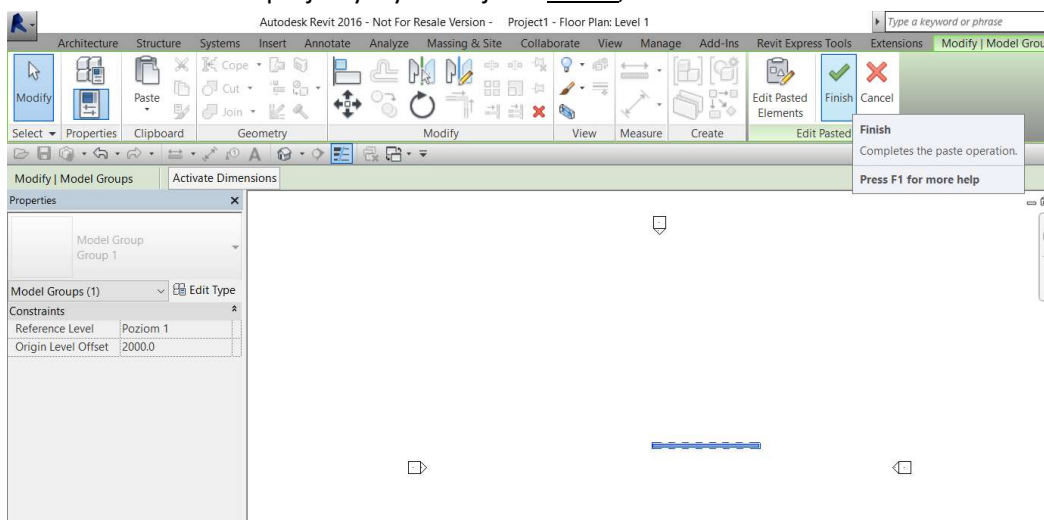 Autodesk Revit 2016 - Not For Resale Version - Project1 - Floor Plan: Level 1
Type a keyword or phrase
Architecture Structure Systems Insert Annotate Analyze Massing & Site Collaborate View Manage Add-Ins Revit Express Tools Extensions Modify | Model Grou
Modify
Paste
Cope
Cut
Join
Edit Pasted Elements
Finish
Cancel
Select Properties Clipboard Geometry Modify View Measure Create Edit Pasted
Finish
Completes the paste operation.
Press F1 for more help
Modify | Model Groups Activate Dimensions
Properties
Model Group
Group 1
Model Groups (1) Edit Type
Constraints
Reference Level Poziom 1
Origin Level Offset 2000.0